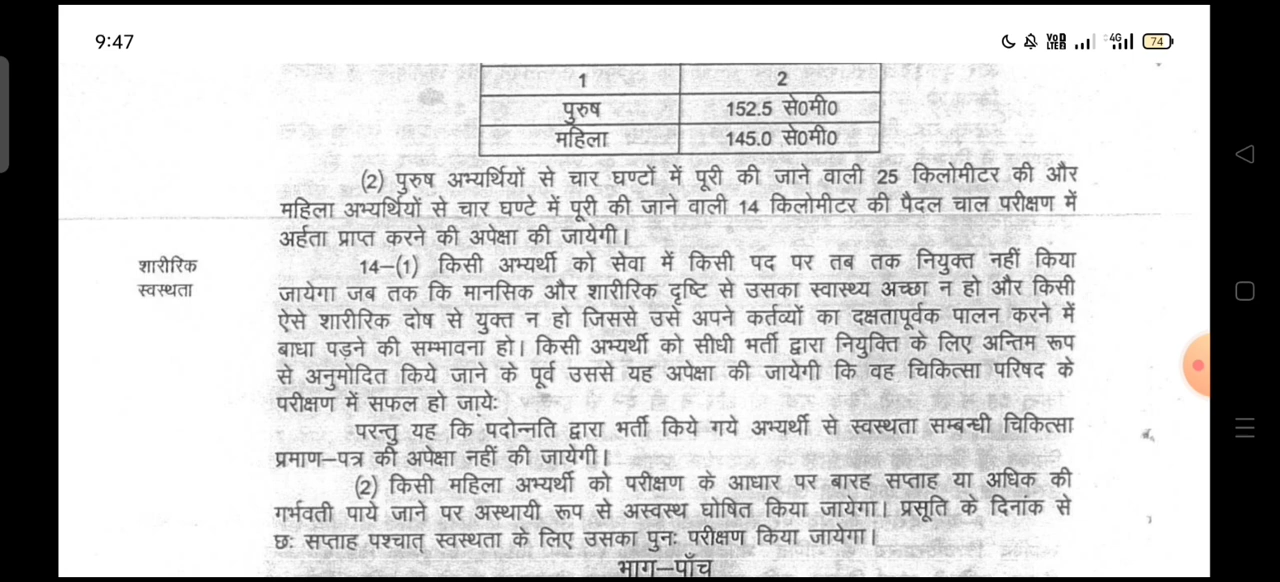 9:47
VoD LTE 4G 74
1 2
पुरुष 152.5 से0मी0
महिला 145.0 से0मी0
(2) पुरुष अभ्यर्थियों से चार घण्टों में पूरी की जाने वाली 25 किलोमीटर की और
महिला अभ्यर्थियों से चार घण्टे में पूरी की जाने वाली 14 किलोमीटर की पैदल चाल परीक्षण में
अर्हता प्राप्त करने की अपेक्षा की जायेगी।
शारीरिक
स्वस्थता
14–(1) किसी अभ्यर्थी को सेवा में किसी पद पर तब तक नियुक्त नहीं किया
जायेगा जब तक कि मानसिक और शारीरिक दृष्टि से उसका स्वास्थ्य अच्छा न हो और किसी
ऐसे शारीरिक दोष से युक्त न हो जिससे उसे अपने कर्तव्यों का दक्षतापूर्वक पालन करने में
बाधा पड़ने की सम्भावना हो। किसी अभ्यर्थी को सीधी भर्ती द्वारा नियुक्ति के लिए अन्तिम रूप
से अनुमोदित किये जाने के पूर्व उससे यह अपेक्षा की जायेगी कि वह चिकित्सा परिषद के
परीक्षण में सफल हो जायेः
परन्तु यह कि पदोन्नति द्वारा भर्ती किये गये अभ्यर्थी से स्वस्थता सम्बन्धी चिकित्सा
प्रमाण–पत्र की अपेक्षा नहीं की जायेगी।
(2) किसी महिला अभ्यर्थी को परीक्षण के आधार पर बारह सप्ताह या अधिक की
गर्भवती पाये जाने पर अस्थायी रूप से अस्वस्थ घोषित किया जायेगा। प्रसूति के दिनांक से
छः सप्ताह पश्चात् स्वस्थता के लिए उसका पुनः परीक्षण किया जायेगा।
भाग–पाँच